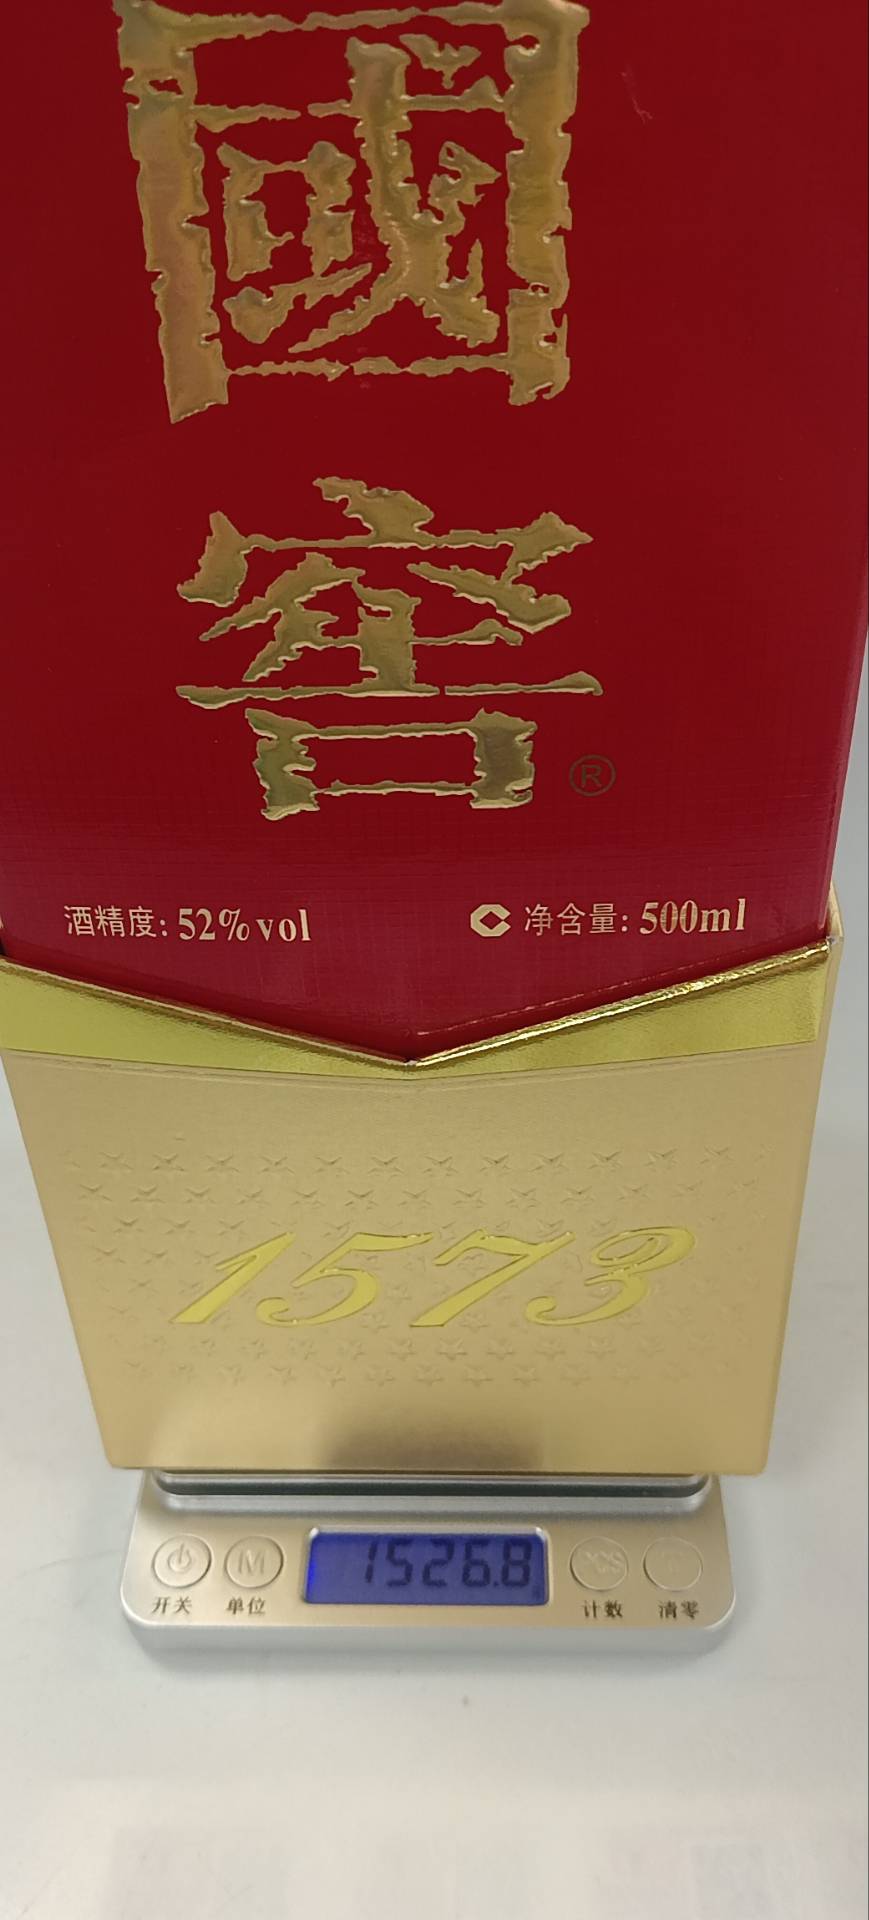 國
窖
®
酒精度: 52%vol
净含量: 500ml
1573
1526.8
M
开关
单位
计数
清零